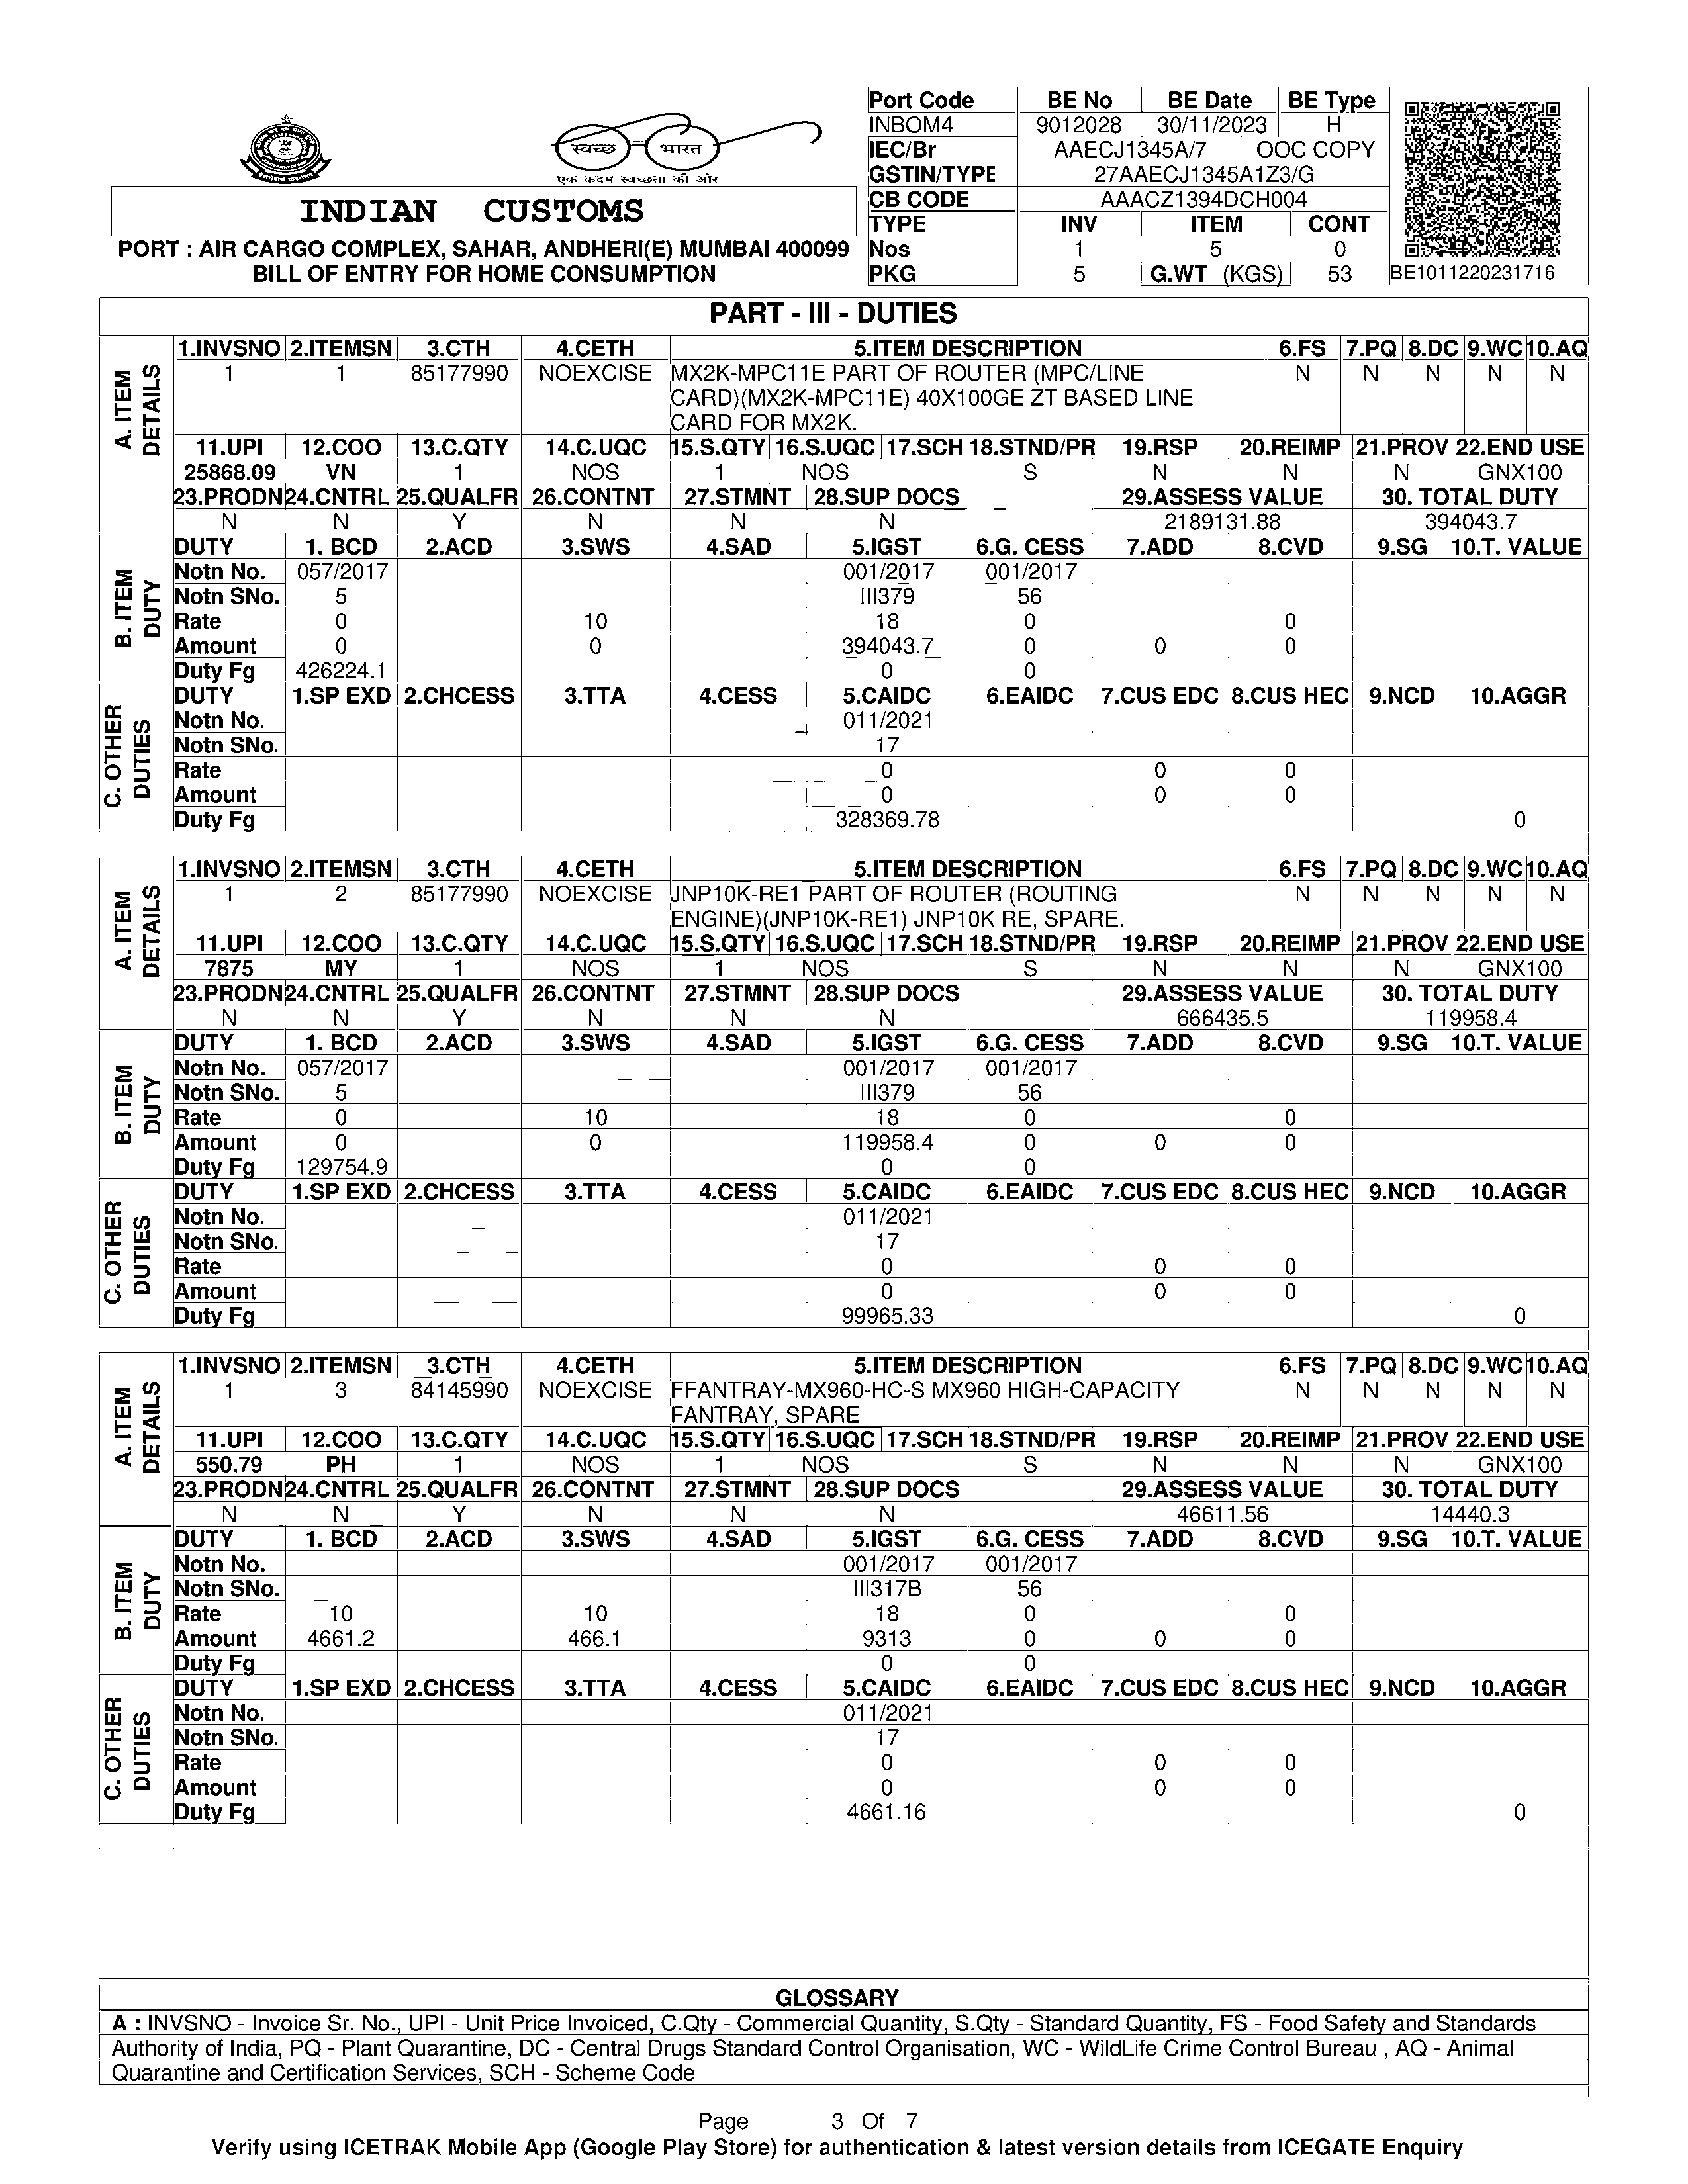 स्वच्छ भारत
एक कदम स्वच्छता की ओर
INDIAN CUSTOMS
PORT : AIR CARGO COMPLEX, SAHAR, ANDHERI(E) MUMBAI 400099
BILL OF ENTRY FOR HOME CONSUMPTION
Port Code BE No BE Date BE Type
INBOM4 9012028 30/11/2023 H
IEC/Br AAECJ1345A/7 OOC COPY
GSTIN/TYPE 27AAECJ1345A1Z3/G
CB CODE AAACZ1394DCH004
TYPE INV ITEM CONT
Nos 1 5 0
PKG 5 G.WT (KGS) 53
BE1011220231716
PART - III - DUTIES
A. ITEM DETAILS
1.INVSNO 2.ITEMSN 3.CTH 4.CETH 5.ITEM DESCRIPTION 6.FS 7.PQ 8.DC 9.WC 10.AQ
1 1 85177990 NOEXCISE MX2K-MPC11E PART OF ROUTER (MPC/LINE N N N N N
CARD)(MX2K-MPC11E) 40X100GE ZT BASED LINE
CARD FOR MX2K.
11.UPI 12.COO 13.C.QTY 14.C.UQC 15.S.QTY 16.S.UQC 17.SCH 18.STND/PR 19.RSP 20.REIMP 21.PROV 22.END USE
25868.09 VN 1 NOS 1 NOS S N N N GNX100
23.PRODN 24.CNTRL 25.QUALFR 26.CONTNT 27.STMNT 28.SUP DOCS 29.ASSESS VALUE 30. TOTAL DUTY
N N Y N N N 2189131.88 394043.7
B. ITEM DUTY
DUTY 1. BCD 2.ACD 3.SWS 4.SAD 5.IGST 6.G. CESS 7.ADD 8.CVD 9.SG 10.T. VALUE
Notn No. 057/2017 001/2017 001/2017
Notn SNo. 5 III379 56
Rate 0 10 18 0 0
Amount 0 0 394043.7 0 0 0
Duty Fg 426224.1 0 0
C. OTHER DUTIES
DUTY 1.SP EXD 2.CHCESS 3.TTA 4.CESS 5.CAIDC 6.EAIDC 7.CUS EDC 8.CUS HEC 9.NCD 10.AGGR
Notn No. 011/2021
Notn SNo. 17
Rate 0 0 0
Amount 0 0 0
Duty Fg 328369.78 0
A. ITEM DETAILS
1.INVSNO 2.ITEMSN 3.CTH 4.CETH 5.ITEM DESCRIPTION 6.FS 7.PQ 8.DC 9.WC 10.AQ
1 2 85177990 NOEXCISE JNP10K-RE1 PART OF ROUTER (ROUTING N N N N N
ENGINE)(JNP10K-RE1) JNP10K RE, SPARE.
11.UPI 12.COO 13.C.QTY 14.C.UQC 15.S.QTY 16.S.UQC 17.SCH 18.STND/PR 19.RSP 20.REIMP 21.PROV 22.END USE
7875 MY 1 NOS 1 NOS S N N N GNX100
23.PRODN 24.CNTRL 25.QUALFR 26.CONTNT 27.STMNT 28.SUP DOCS 29.ASSESS VALUE 30. TOTAL DUTY
N N Y N N N 666435.5 119958.4
B. ITEM DUTY
DUTY 1. BCD 2.ACD 3.SWS 4.SAD 5.IGST 6.G. CESS 7.ADD 8.CVD 9.SG 10.T. VALUE
Notn No. 057/2017 001/2017 001/2017
Notn SNo. 5 III379 56
Rate 0 10 18 0 0
Amount 0 0 119958.4 0 0 0
Duty Fg 129754.9 0 0
C. OTHER DUTIES
DUTY 1.SP EXD 2.CHCESS 3.TTA 4.CESS 5.CAIDC 6.EAIDC 7.CUS EDC 8.CUS HEC 9.NCD 10.AGGR
Notn No. 011/2021
Notn SNo. 17
Rate 0 0 0
Amount 0 0 0
Duty Fg 99965.33 0
A. ITEM DETAILS
1.INVSNO 2.ITEMSN 3.CTH 4.CETH 5.ITEM DESCRIPTION 6.FS 7.PQ 8.DC 9.WC 10.AQ
1 3 84145990 NOEXCISE FFANTRAY-MX960-HC-S MX960 HIGH-CAPACITY N N N N N
FANTRAY, SPARE
11.UPI 12.COO 13.C.QTY 14.C.UQC 15.S.QTY 16.S.UQC 17.SCH 18.STND/PR 19.RSP 20.REIMP 21.PROV 22.END USE
550.79 PH 1 NOS 1 NOS S N N N GNX100
23.PRODN 24.CNTRL 25.QUALFR 26.CONTNT 27.STMNT 28.SUP DOCS 29.ASSESS VALUE 30. TOTAL DUTY
N N Y N N N 46611.56 14440.3
B. ITEM DUTY
DUTY 1. BCD 2.ACD 3.SWS 4.SAD 5.IGST 6.G. CESS 7.ADD 8.CVD 9.SG 10.T. VALUE
Notn No. 001/2017 001/2017
Notn SNo. III317B 56
Rate 10 10 18 0 0
Amount 4661.2 466.1 9313 0 0 0
Duty Fg 0 0
C. OTHER DUTIES
DUTY 1.SP EXD 2.CHCESS 3.TTA 4.CESS 5.CAIDC 6.EAIDC 7.CUS EDC 8.CUS HEC 9.NCD 10.AGGR
Notn No. 011/2021
Notn SNo. 17
Rate 0 0 0
Amount 0 0 0
Duty Fg 4661.16 0
GLOSSARY
A : INVSNO - Invoice Sr. No., UPI - Unit Price Invoiced, C.Qty - Commercial Quantity, S.Qty - Standard Quantity, FS - Food Safety and Standards
Authority of India, PQ - Plant Quarantine, DC - Central Drugs Standard Control Organisation, WC - WildLife Crime Control Bureau , AQ - Animal
Quarantine and Certification Services, SCH - Scheme Code
Page 3 Of 7
Verify using ICETRAK Mobile App (Google Play Store) for authentication & latest version details from ICEGATE Enquiry